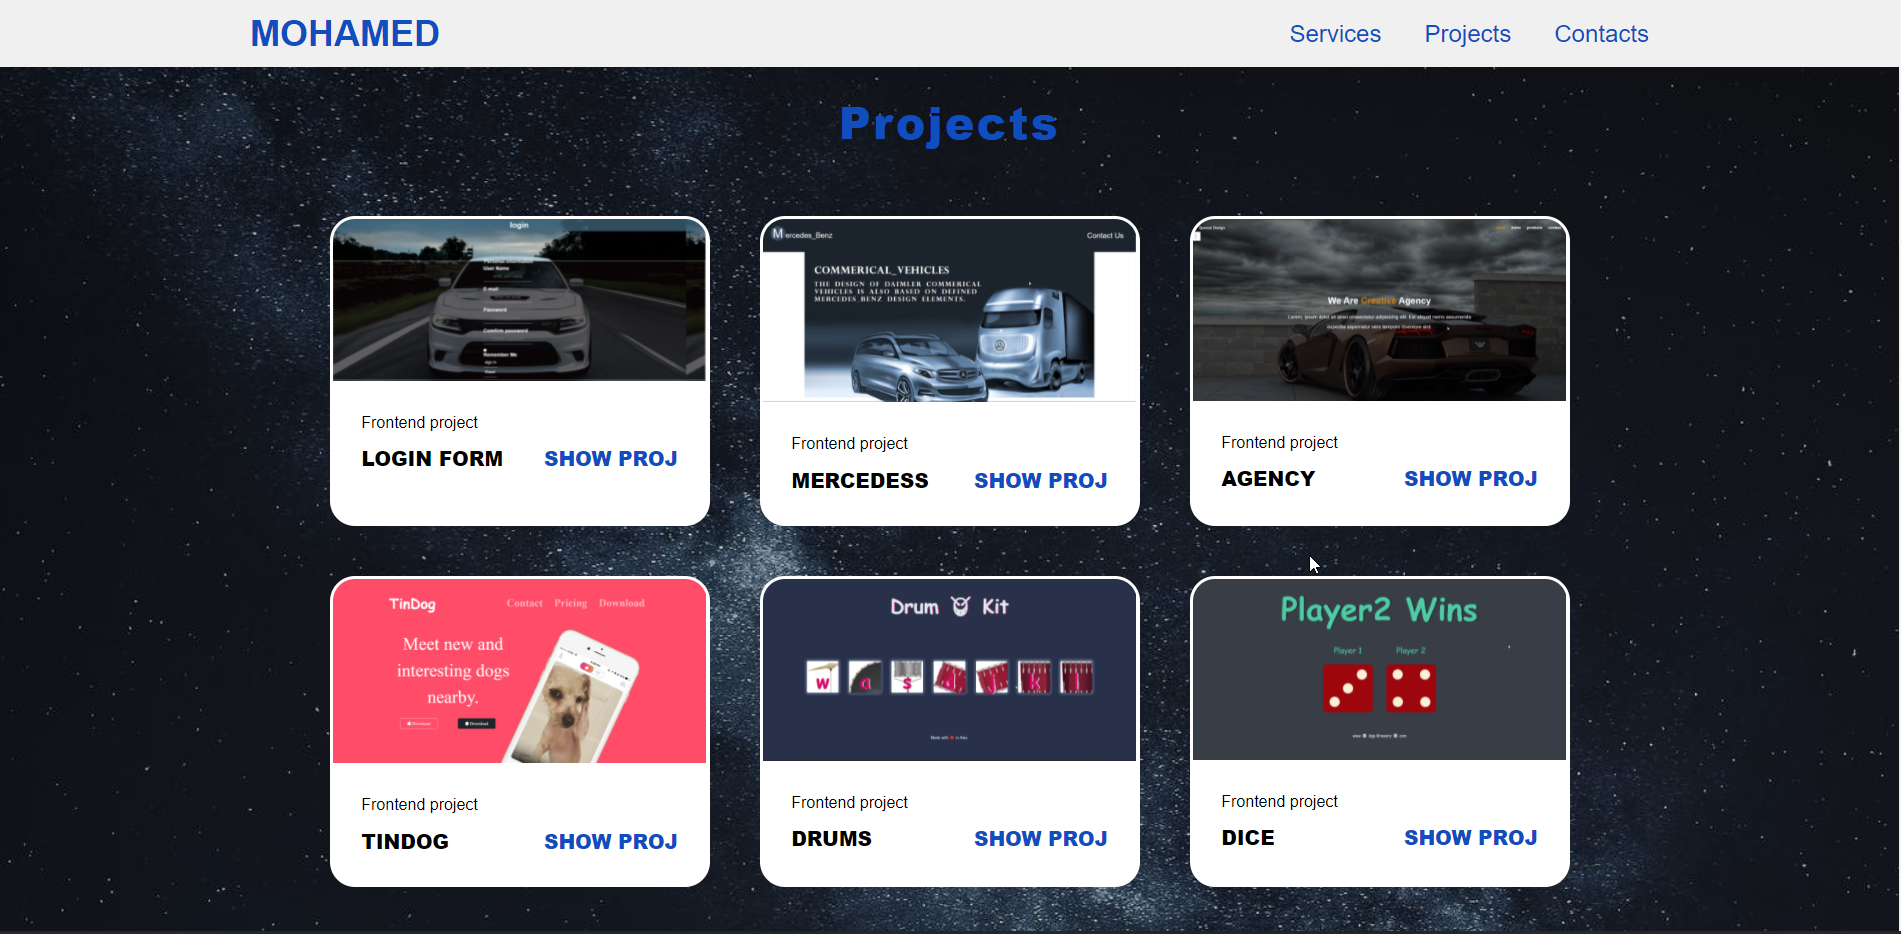 MOHAMED
Services Projects Contacts
Projects
login
User Name
E-mail
Password
Comfirm password
Remember Me
Frontend project
LOGIN FORM SHOW PROJ
Mercedes_Benz Contact Us
COMMERICAL_VEHICLES
THE DESIGN OF DAIMLER COMMERICAL
VEHICLES IS ALSO BASED ON DEFINED
MERCEDES_BENZ DESIGN ELEMENTS.
Frontend project
MERCEDESS SHOW PROJ
We Are Creative Agency
Frontend project
AGENCY SHOW PROJ
TinDog Contact Pricing Download
Meet new and
interesting dogs
nearby.
Download Download
Frontend project
TINDOG SHOW PROJ
Drum Kit
w a s d j k l
Frontend project
DRUMS SHOW PROJ
Player2 Wins
Player 1 Player 2
Frontend project
DICE SHOW PROJ